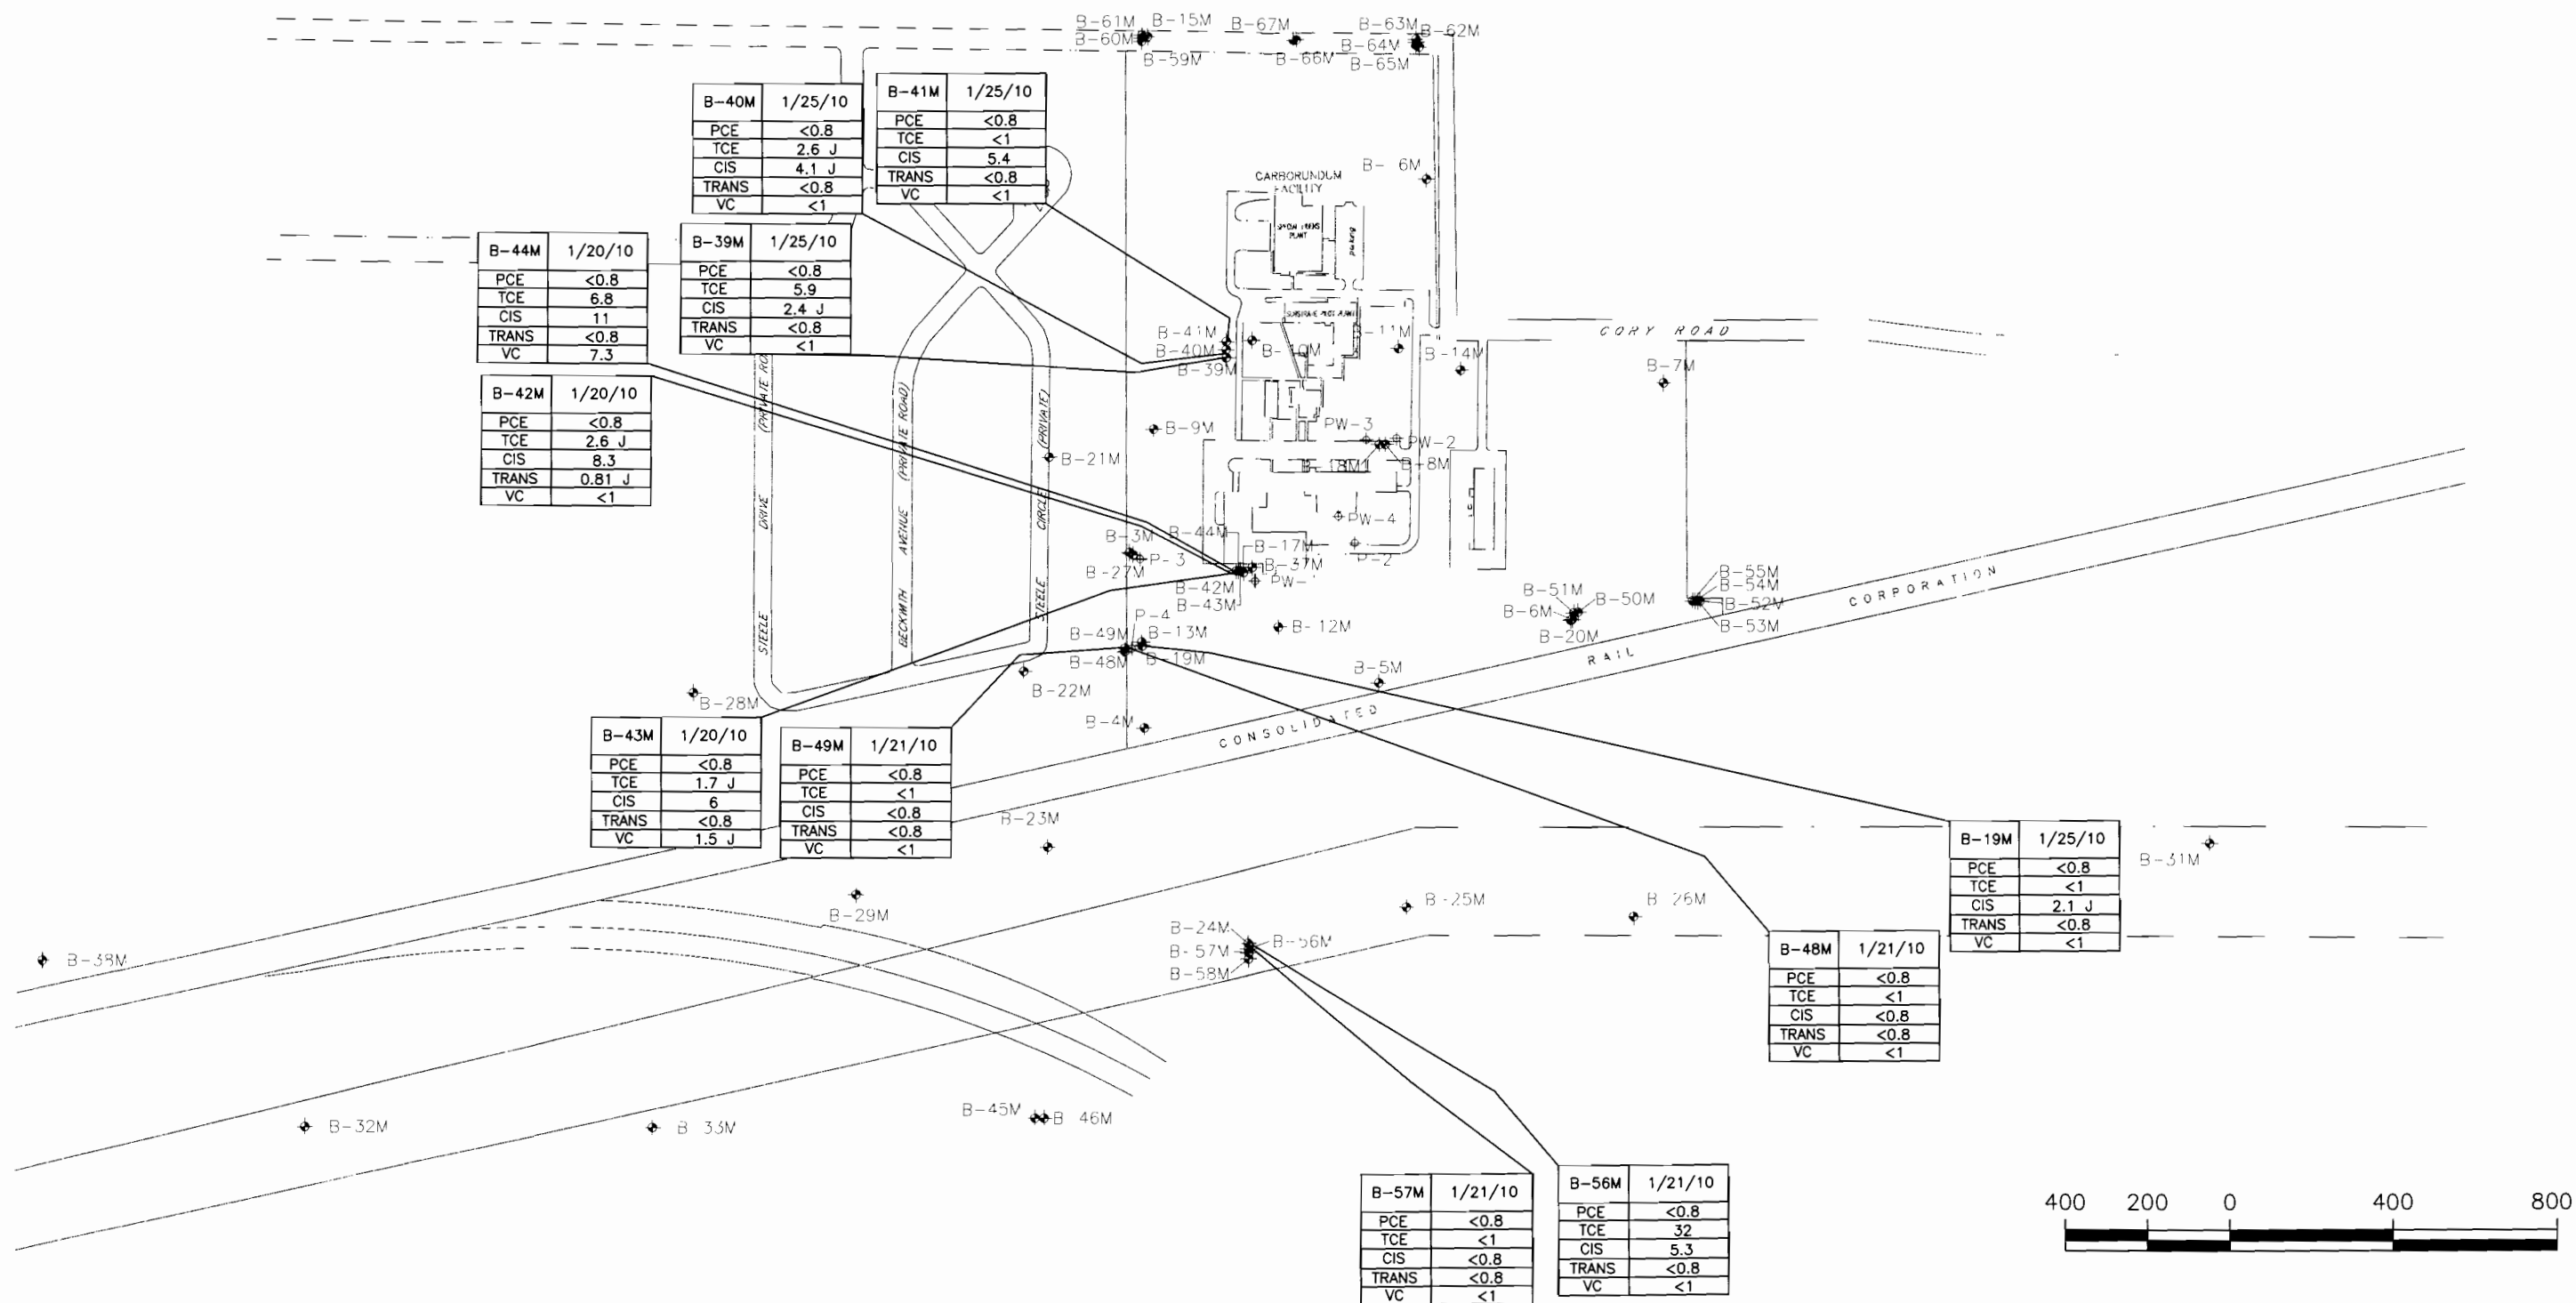 B-61M B-15M B-67M B-63M B-62M
B-60M B-64M
B-59M B-66M B-65M
B-40M 1/25/10
PCE <0.8
TCE 2.6 J
CIS 4.1 J
TRANS <0.8
VC <1
B-41M 1/25/10
PCE <0.8
TCE <1
CIS 5.4
TRANS <0.8
VC <1
B- 6M
CARBORUNDUM
FACILITY
PLANT
parking
B-44M 1/20/10
PCE <0.8
TCE 6.8
CIS 11
TRANS <0.8
VC 7.3
B-39M 1/25/10
PCE <0.8
TCE 5.9
CIS 2.4 J
TRANS <0.8
VC <1
SUBSTRATE PILOT PLANT
CORY ROAD
B-41M
B-40M
B-39M
B-10M
-11M
B-14M
B-7M
B-42M 1/20/10
PCE <0.8
TCE 2.6 J
CIS 8.3
TRANS 0.81 J
VC <1
STEELE DRIVE (PRIVATE RO
BECKWITH AVENUE (PRIVATE ROAD)
STEELE CIRCLE (PRIVATE)
B-9M
B-21M
PW-3
PW-2
B-18M
B-8M
PW-4
P-2
B-44M
B-3M
P-3
B-27M
B-17M
B-37M
PW-
B-42M
B-43M
P-4
B-49M
B-13M
B-48M
B-19M
B-12M
B-22M
B-28M
B-4M
B-5M
B-51M
B-50M
B-6M
B-20M
B-55M
B-54M
B-52M
B-53M
CONSOLIDATED RAIL CORPORATION
B-43M 1/20/10
PCE <0.8
TCE 1.7 J
CIS 6
TRANS <0.8
VC 1.5 J
B-49M 1/21/10
PCE <0.8
TCE <1
CIS <0.8
TRANS <0.8
VC <1
B-23M
B-29M
B-38M
B-19M 1/25/10
PCE <0.8
TCE <1
CIS 2.1 J
TRANS <0.8
VC <1
B-31M
B-25M
B 26M
B-24M
B-56M
B-57M
B-58M
B-48M 1/21/10
PCE <0.8
TCE <1
CIS <0.8
TRANS <0.8
VC <1
B-32M
B 33M
B-45M
B 46M
B-57M 1/21/10
PCE <0.8
TCE <1
CIS <0.8
TRANS <0.8
VC <1
B-56M 1/21/10
PCE <0.8
TCE 32
CIS 5.3
TRANS <0.8
VC <1
400 200 0 400 800